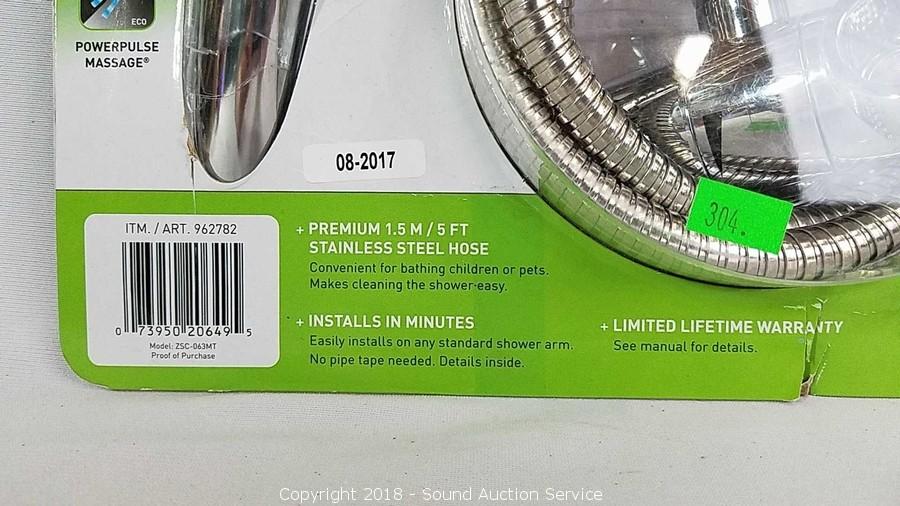 ECO
POWERPULSE
MASSAGE®
08-2017
304.
ITM. / ART. 962782
0 73950 20649 5
Model: ZSC-063MT
Proof of Purchase
+ PREMIUM 1.5 M / 5 FT
STAINLESS STEEL HOSE
Convenient for bathing children or pets.
Makes cleaning the shower easy.
+ INSTALLS IN MINUTES
Easily installs on any standard shower arm.
No pipe tape needed. Details inside.
+ LIMITED LIFETIME WARRANTY
See manual for details.
Copyright 2018 - Sound Auction Service